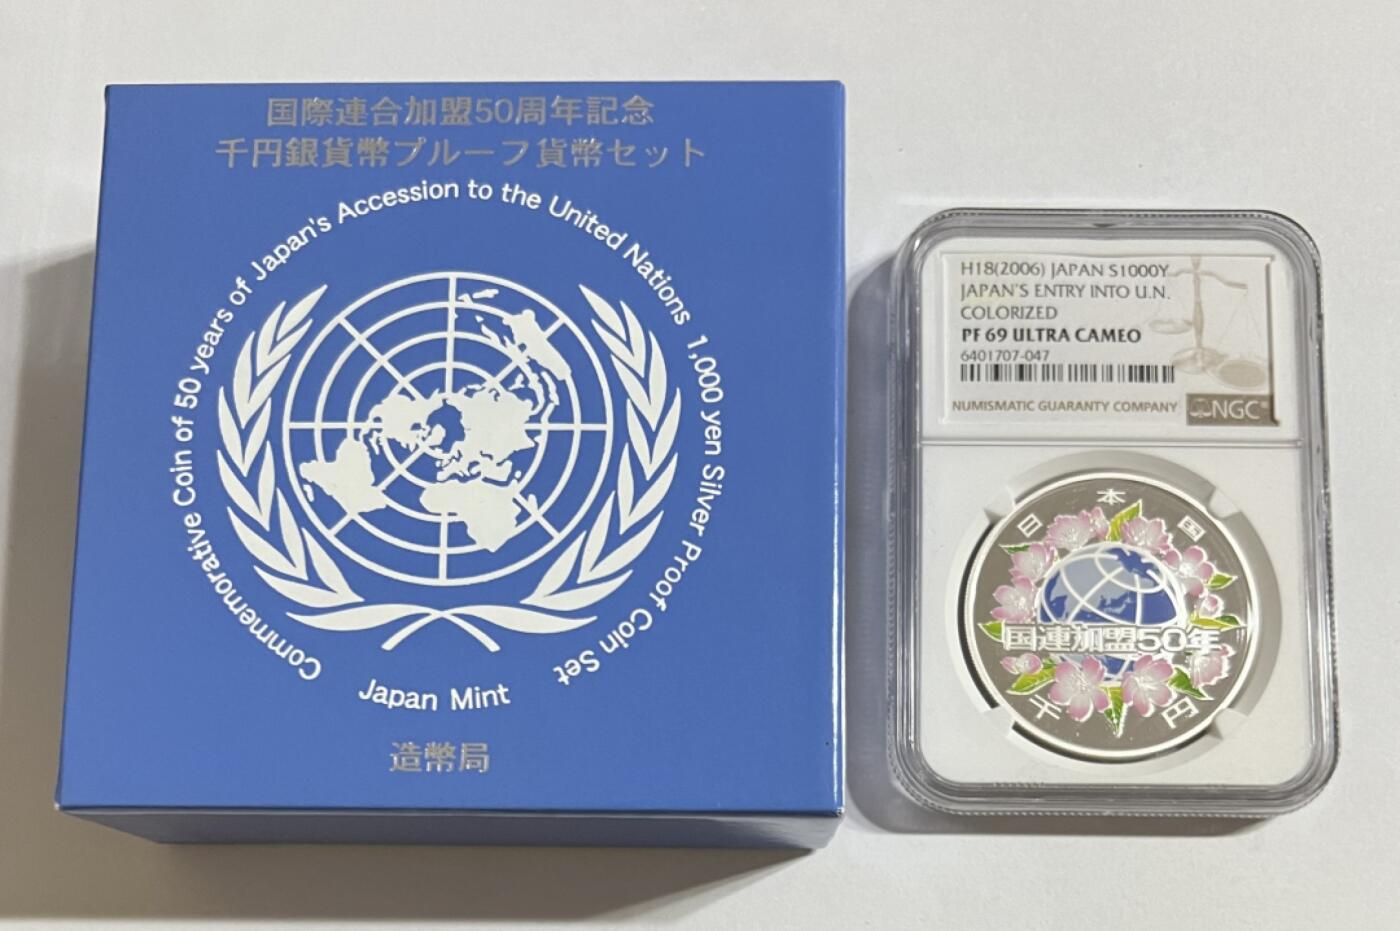 国際連合加盟50周年記念
千円銀貨幣プルーフ貨幣セット
Commemorative Coin of 50 years of Japan's Accession to the United Nations 1,000 yen Silver Proof Coin Set
Japan Mint
造幣局
H18(2006) JAPAN S1000Y
JAPAN'S ENTRY INTO U.N.
COLORIZED
PF 69 ULTRA CAMEO
6401707-047
NUMISMATIC GUARANTY COMPANY NGC
日本国
国連加盟50年
千円